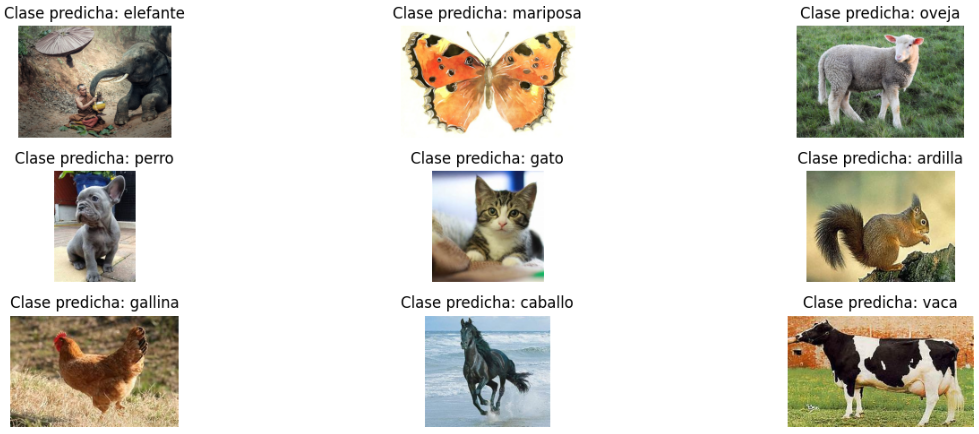 Clase predicha: elefante
Clase predicha: mariposa
Clase predicha: oveja
Clase predicha: perro
Clase predicha: gato
Clase predicha: ardilla
Clase predicha: gallina
Clase predicha: caballo
Clase predicha: vaca